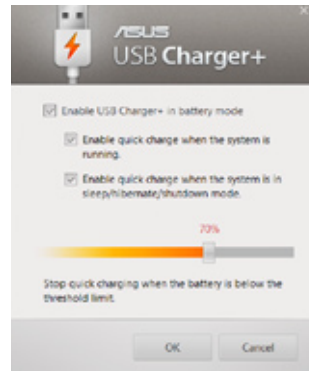 ASUS
USB Charger+
Enable USB Charger+ in battery mode
Enable quick charge when the system is
running.
Enable quick charge when the system is in
sleep/hibernate/shutdown mode.
70%
Stop quick charging when the battery is below the
threshold limit.
OK Cancel